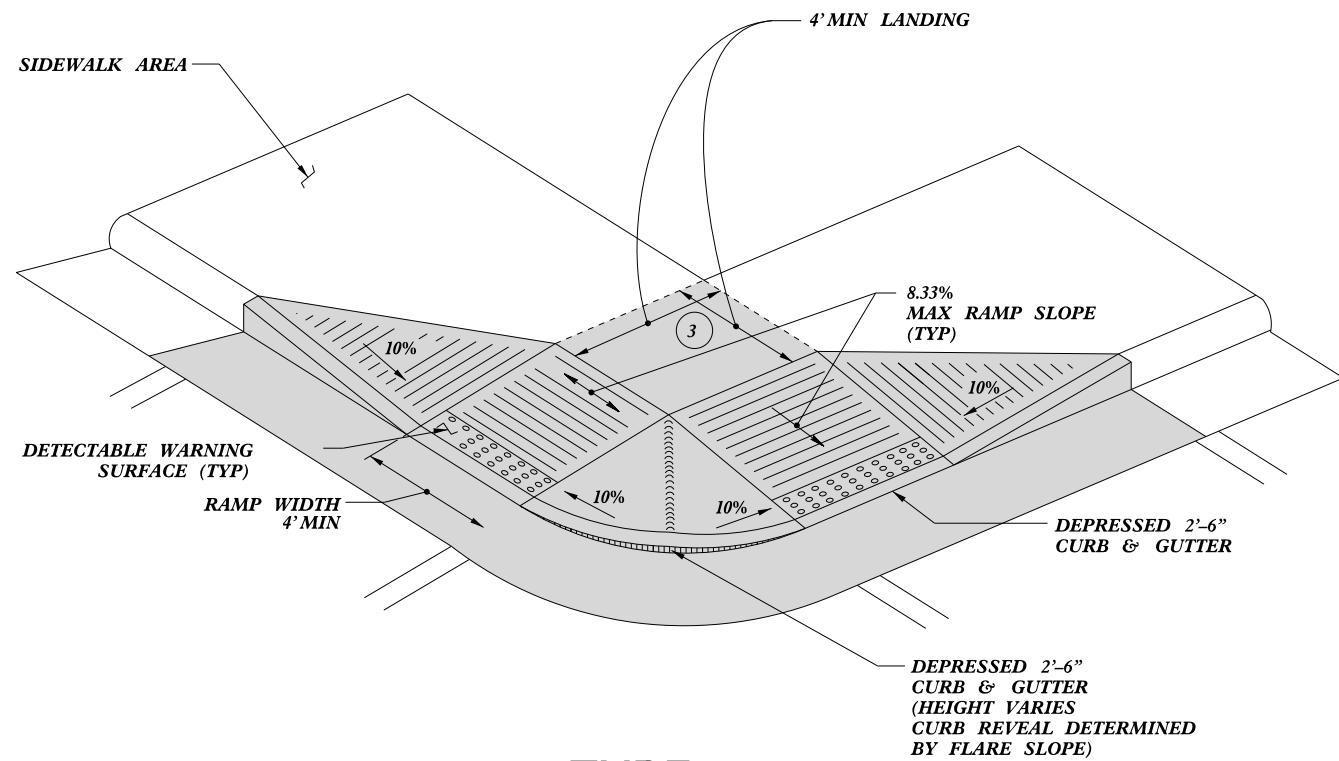 4' MIN LANDING
SIDEWALK AREA
8.33%
MAX RAMP SLOPE
(TYP)
3
10%
10%
DETECTABLE WARNING
SURFACE (TYP)
RAMP WIDTH
4' MIN
10%
10%
DEPRESSED 2'–6"
CURB & GUTTER
DEPRESSED 2'–6"
CURB & GUTTER
(HEIGHT VARIES
CURB REVEAL DETERMINED
BY FLARE SLOPE)